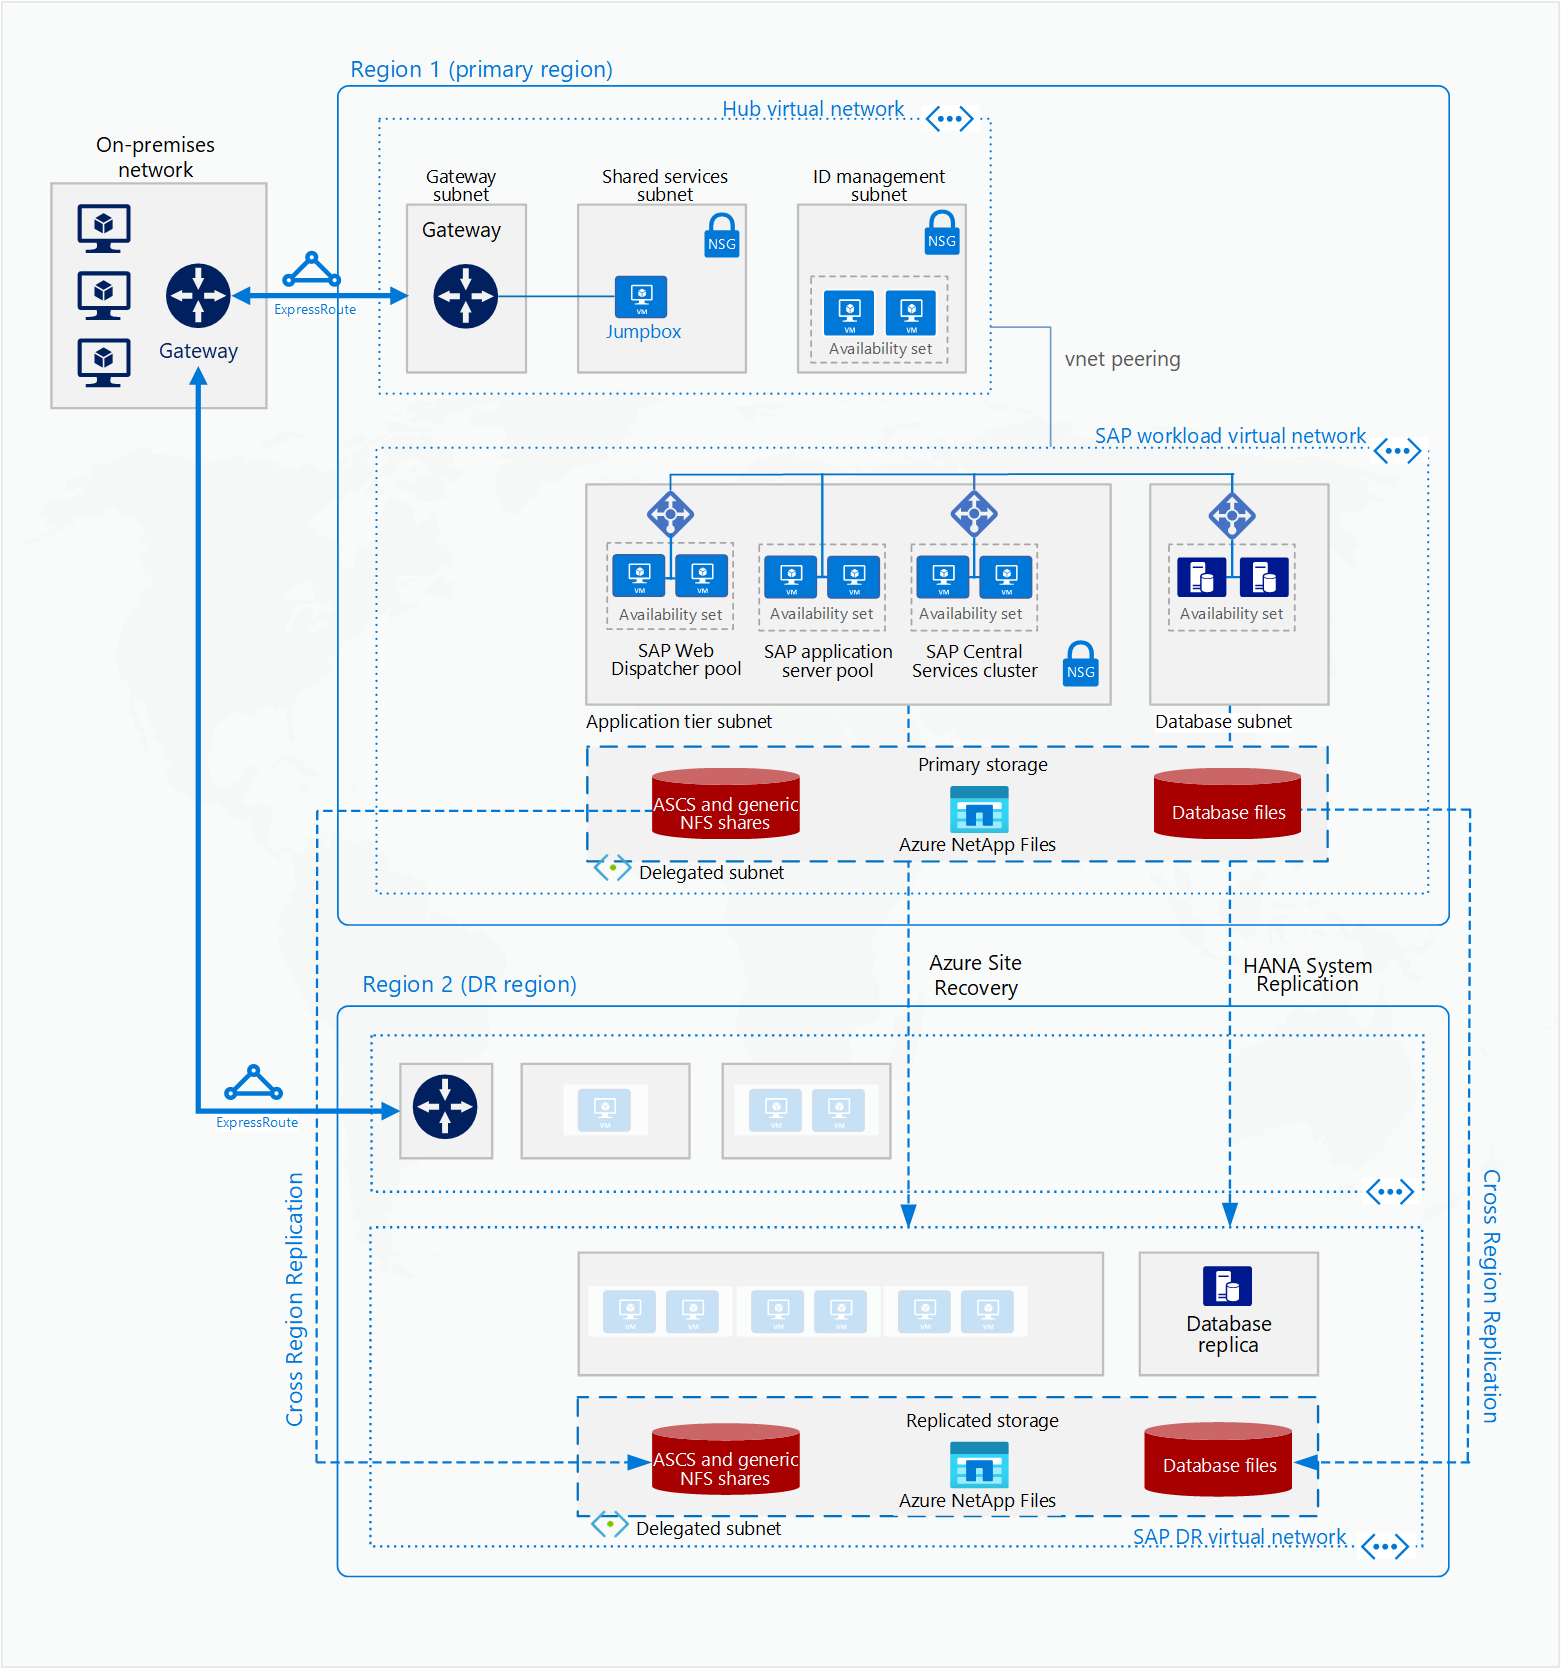 Region 1 (primary region)
Hub virtual network
On-premises
network
Gateway
subnet
Shared services
subnet
ID management
subnet
Gateway
NSG
NSG
ExpressRoute
VM
Jumpbox
VM
VM
Availability set
Gateway
vnet peering
SAP workload virtual network
VM
VM
VM
VM
VM
VM
Availability set
Availability set
Availability set
Availability set
SAP Web
Dispatcher pool
SAP application
server pool
SAP Central
Services cluster
NSG
Application tier subnet
Database subnet
Primary storage
ASCS and generic
NFS shares
Azure NetApp Files
Database files
Delegated subnet
Azure Site
Recovery
HANA System
Replication
Region 2 (DR region)
ExpressRoute
VM
VM
VM
Cross Region Replication
Cross Region Replication
VM
VM
VM
VM
VM
VM
Database
replica
Replicated storage
ASCS and generic
NFS shares
Azure NetApp Files
Database files
Delegated subnet
SAP DR virtual network